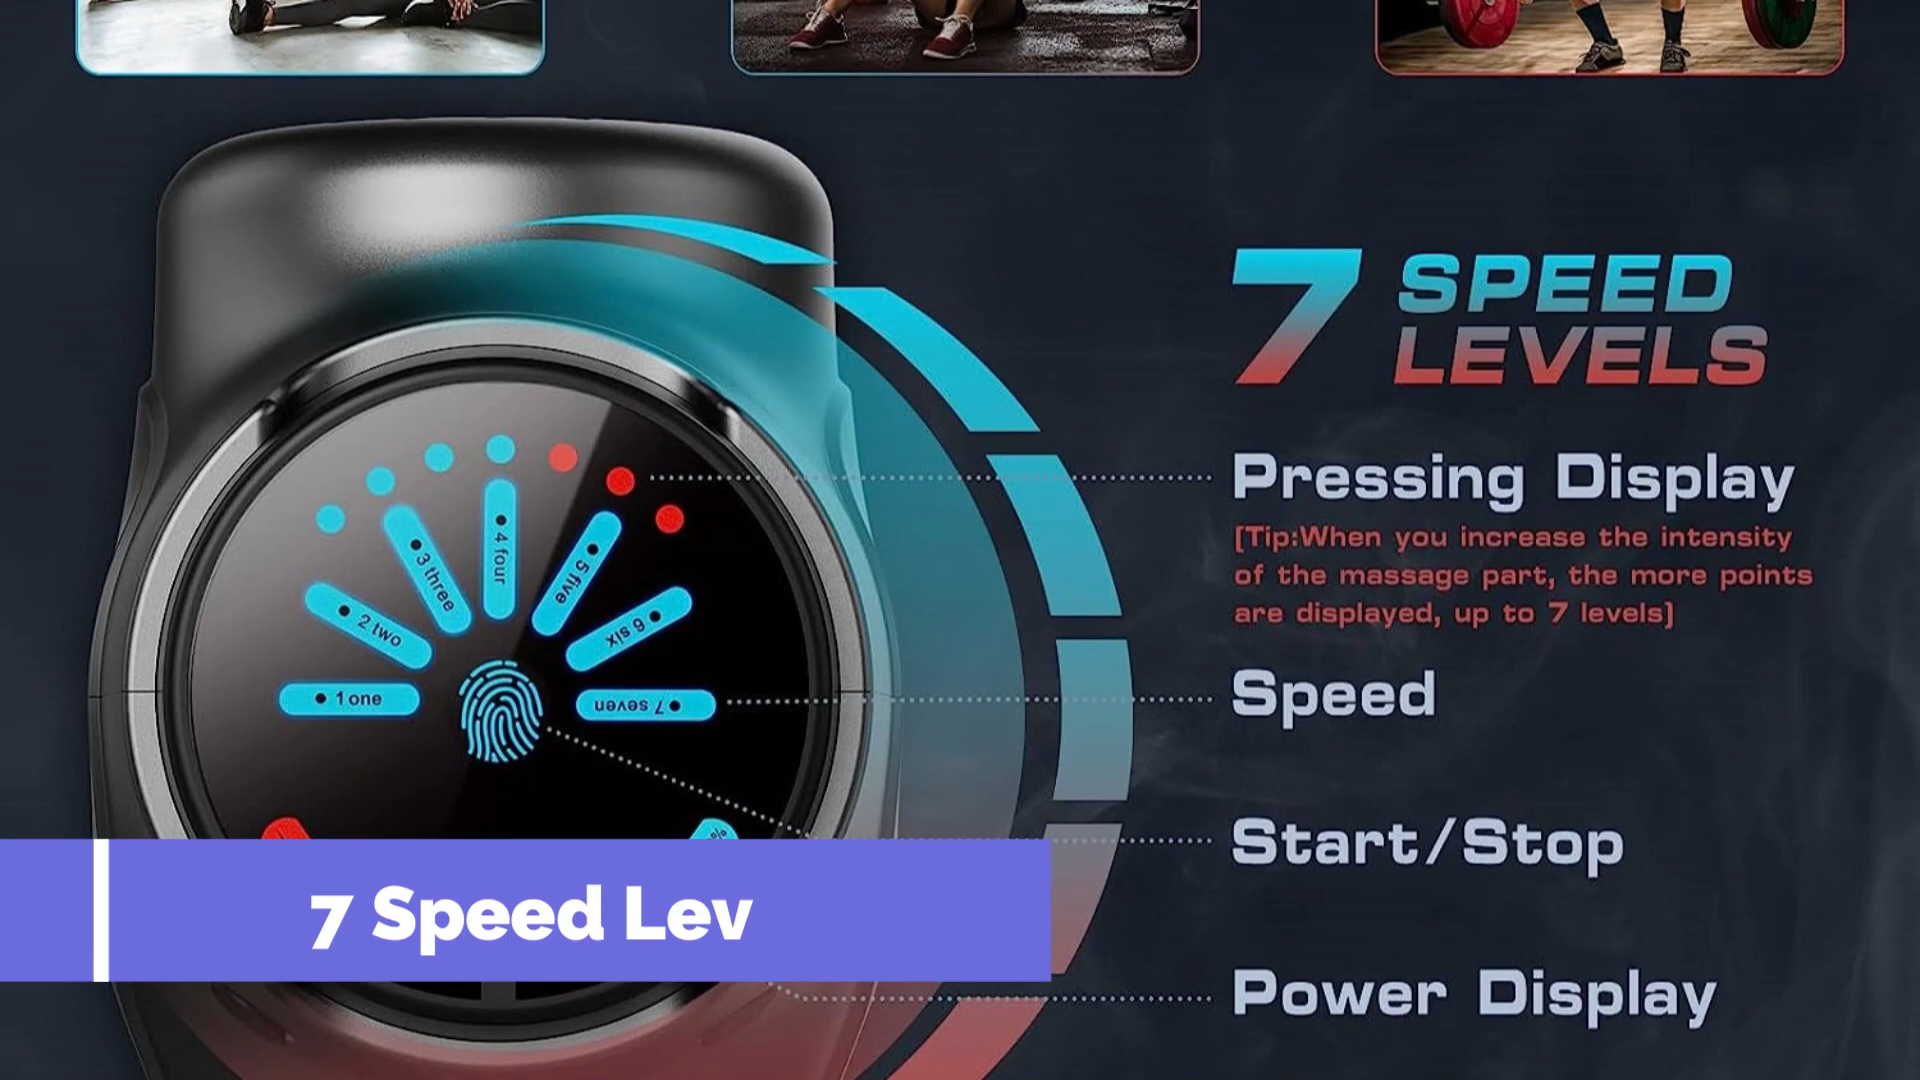 7 SPEED
LEVELS
Pressing Display
[Tip:When you increase the intensity
of the massage part, the more points
are displayed, up to 7 levels]
Speed
Start/Stop
Power Display
1 one
2 two
3 three
4 four
5 five
6 six
7 seven
%
7 Speed Lev